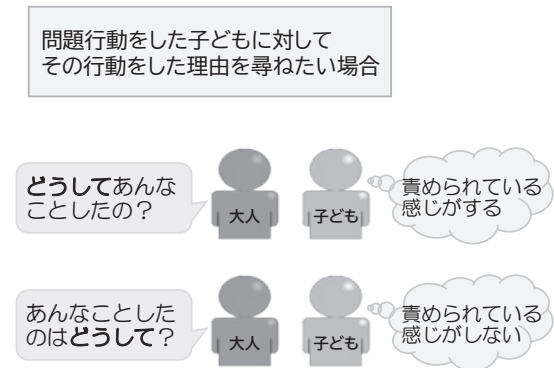 問題行動をした子どもに対して
その行動をした理由を尋ねたい場合
どうしてあんな
ことしたの？
大人
子ども
責められている
感じがする
あんなことした
のはどうして？
大人
子ども
責められている
感じがしない